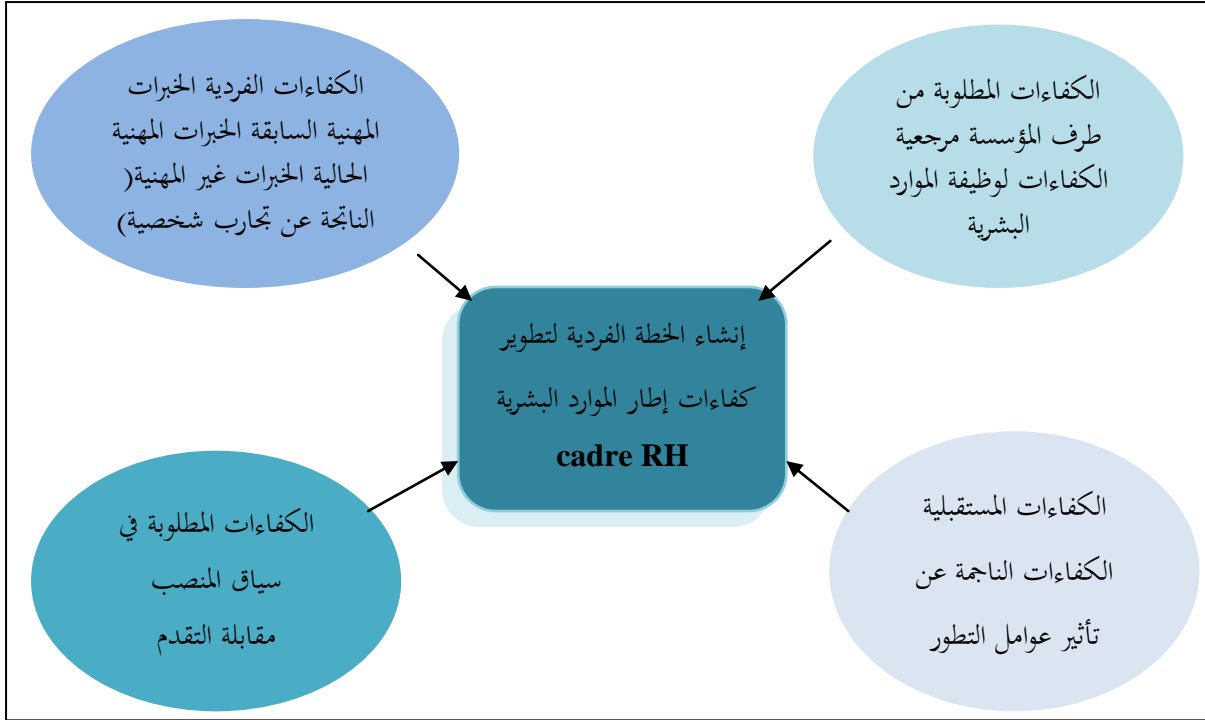 الكفاءات المطلوبة من
طرف المؤسسة مرجعية
الكفاءات لوظيفة الموارد
البشرية
الكفاءات الفردية الخبرات
المهنية السابقة الخبرات المهنية
الحالية الخبرات غير المهنية(
الناتجة عن تجارب شخصية)
إنشاء الخطة الفردية لتطوير
كفاءات إطار الموارد البشرية
cadre RH
الكفاءات المستقبلية
الكفاءات الناجمة عن
تأثير عوامل التطور
الكفاءات المطلوبة في
سياق المنصب
مقابلة التقدم